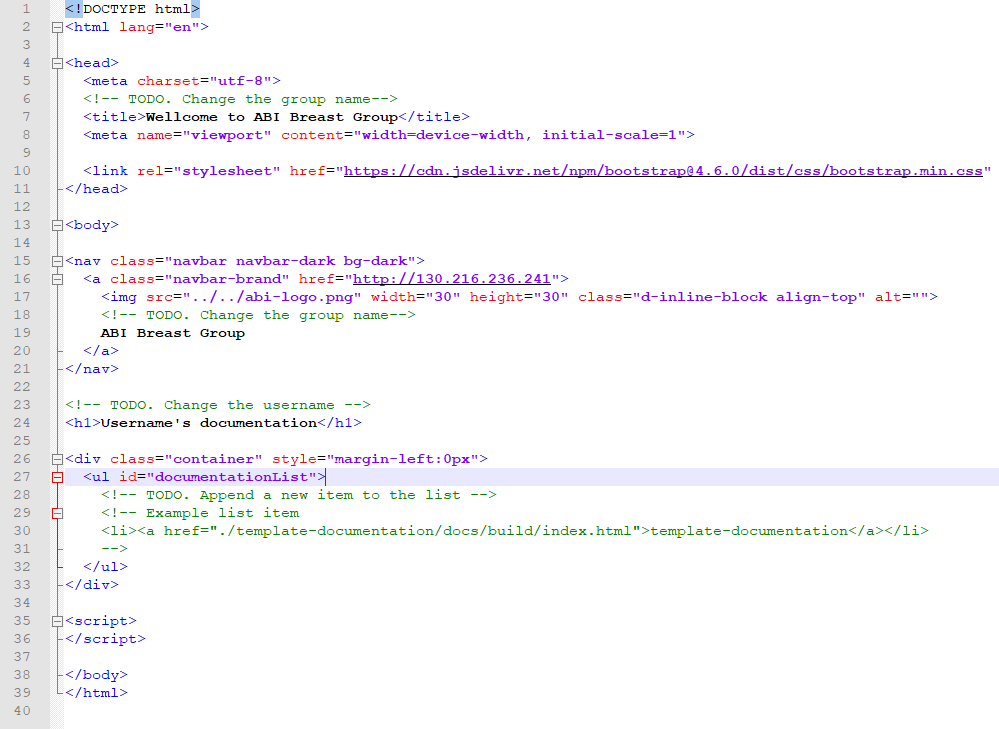 1 <!DOCTYPE html>
2 <html lang="en">
3
4 <head>
5 <meta charset="utf-8">
6 <!-- TODO. Change the group name-->
7 <title>Wellcome to ABI Breast Group</title>
8 <meta name="viewport" content="width=device-width, initial-scale=1">
9
10 <link rel="stylesheet" href="https://cdn.jsdelivr.net/npm/bootstrap@4.6.0/dist/css/bootstrap.min.css"
11 </head>
12
13 <body>
14
15 <nav class="navbar navbar-dark bg-dark">
16 <a class="navbar-brand" href="http://130.216.236.241">
17 <img src="../../abi-logo.png" width="30" height="30" class="d-inline-block align-top" alt="">
18 <!-- TODO. Change the group name-->
19 ABI Breast Group
20 </a>
21 </nav>
22
23 <!-- TODO. Change the username -->
24 <h1>Username's documentation</h1>
25
26 <div class="container" style="margin-left:0px">
27 <ul id="documentationList">
28 <!-- TODO. Append a new item to the list -->
29 <!-- Example list item
30 <li><a href="./template-documentation/docs/build/index.html">template-documentation</a></li>
31 -->
32 </ul>
33 </div>
34
35 <script>
36 </script>
37
38 </body>
39 </html>
40